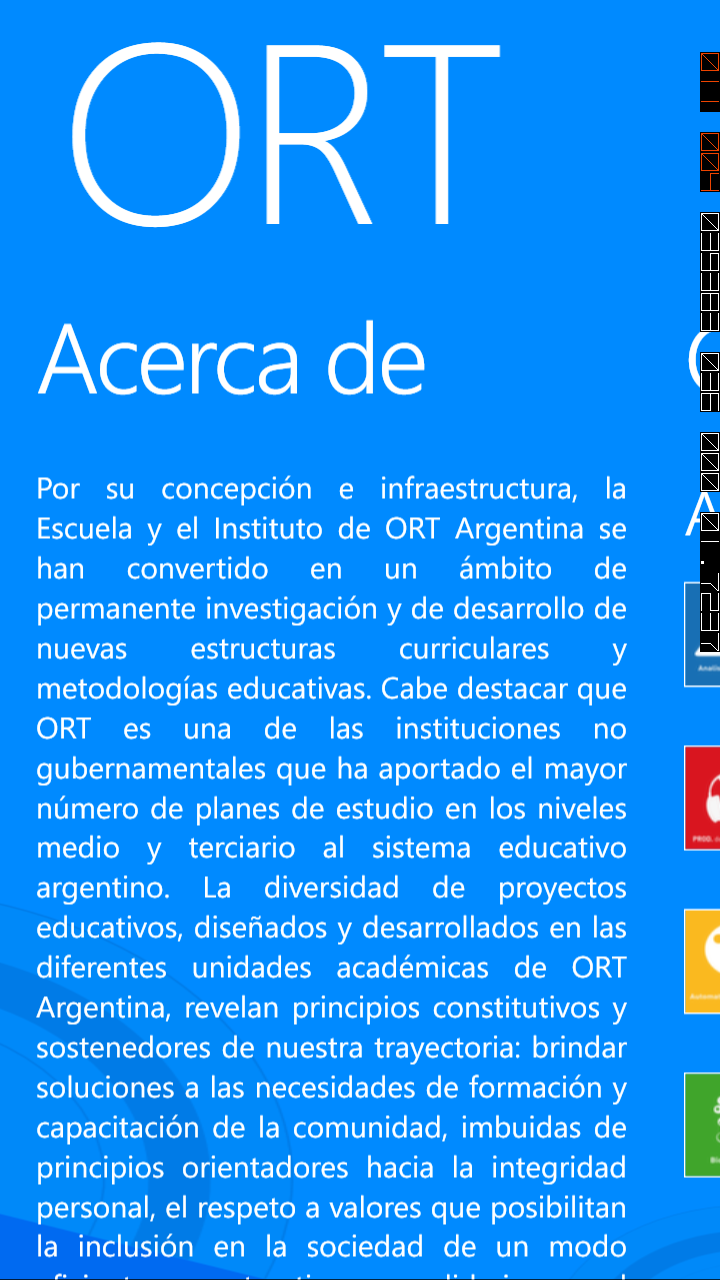 ORT
Acerca de
Por su concepción e infraestructura, la
Escuela y el Instituto de ORT Argentina se
han convertido en un ámbito de
permanente investigación y de desarrollo de
nuevas estructuras curriculares y
metodologías educativas. Cabe destacar que
ORT es una de las instituciones no
gubernamentales que ha aportado el mayor
número de planes de estudio en los niveles
medio y terciario al sistema educativo
argentino. La diversidad de proyectos
educativos, diseñados y desarrollados en las
diferentes unidades académicas de ORT
Argentina, revelan principios constitutivos y
sostenedores de nuestra trayectoria: brindar
soluciones a las necesidades de formación y
capacitación de la comunidad, imbuidas de
principios orientadores hacia la integridad
personal, el respeto a valores que posibilitan
la inclusión en la sociedad de un modo
PROD.